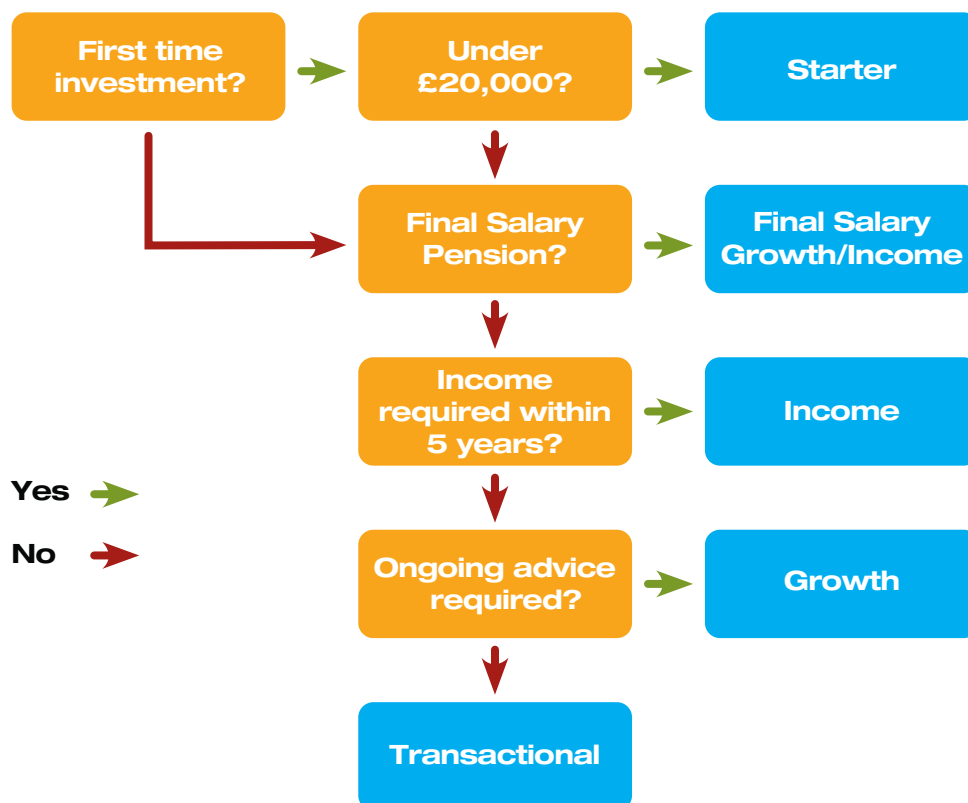 First time
investment?
Under
£20,000?
Starter
Final Salary
Pension?
Final Salary
Growth/Income
Income
required within
5 years?
Income
Yes
No
Ongoing advice
required?
Growth
Transactional